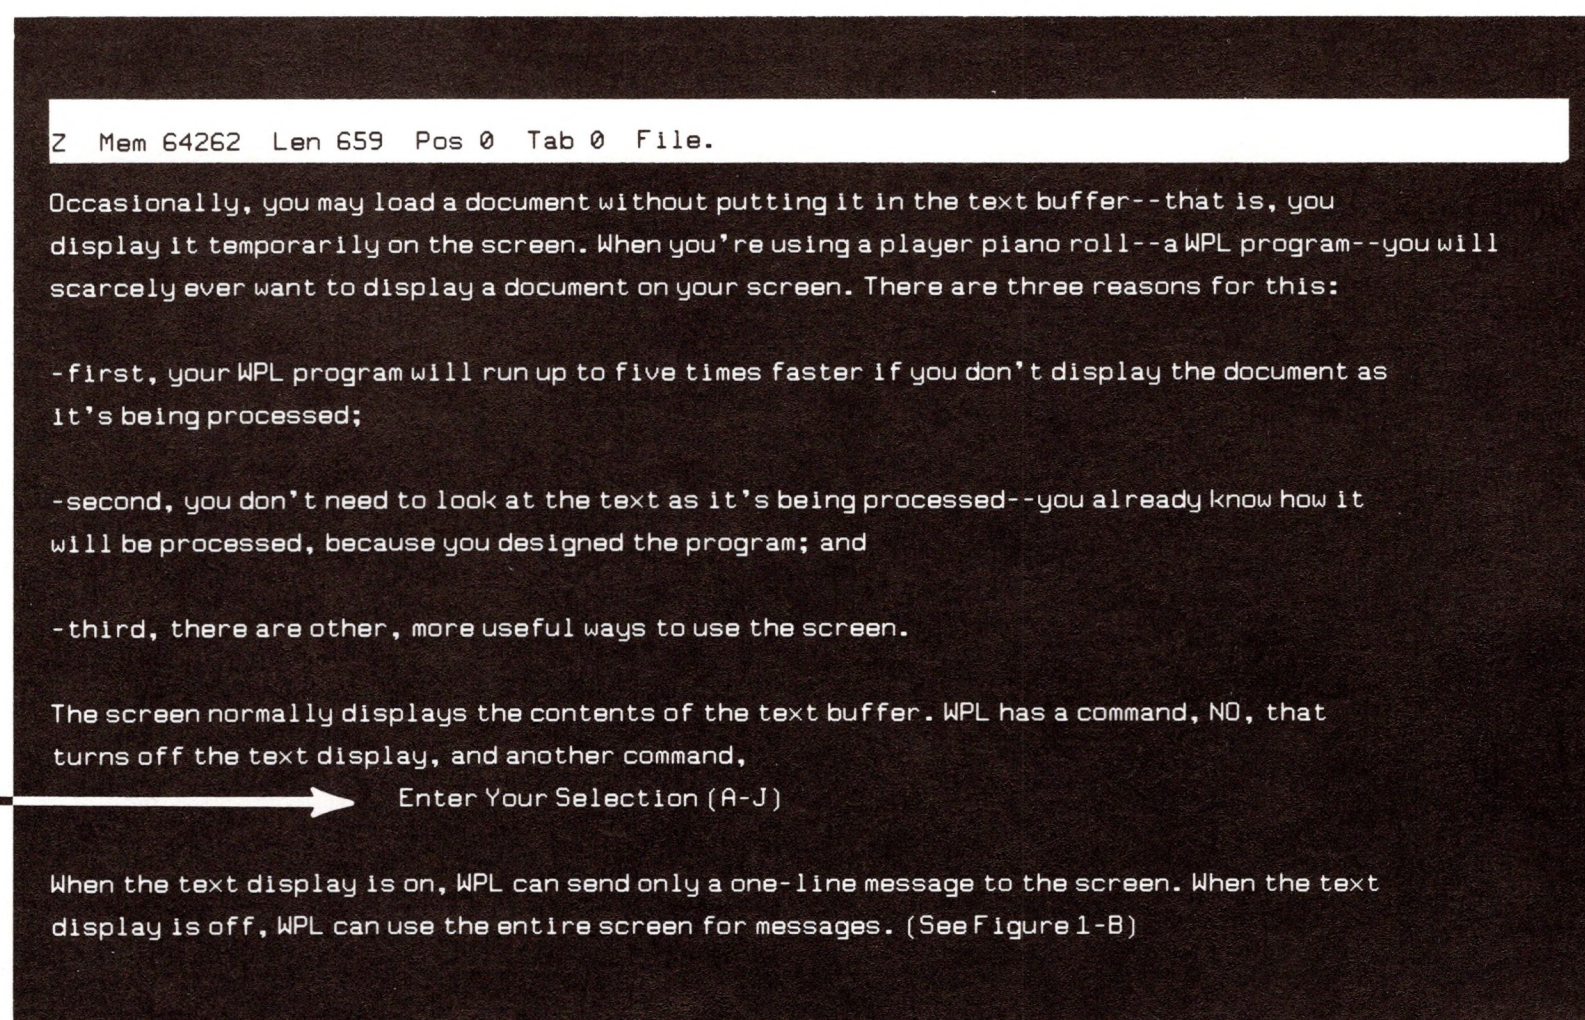 Z  Mem 64262  Len 659  Pos 0  Tab 0  File.
Occasionally, you may load a document without putting it in the text buffer--that is, you
display it temporarily on the screen. When you're using a player piano roll--a WPL program--you will
scarcely ever want to display a document on your screen. There are three reasons for this:
-first, your WPL program will run up to five times faster if you don't display the document as
it's being processed;
-second, you don't need to look at the text as it's being processed--you already know how it
will be processed, because you designed the program; and
-third, there are other, more useful ways to use the screen.
The screen normally displays the contents of the text buffer. WPL has a command, NO, that
turns off the text display, and another command,
Enter Your Selection (A-J)
When the text display is on, WPL can send only a one-line message to the screen. When the text
display is off, WPL can use the entire screen for messages. (See Figure 1-B)